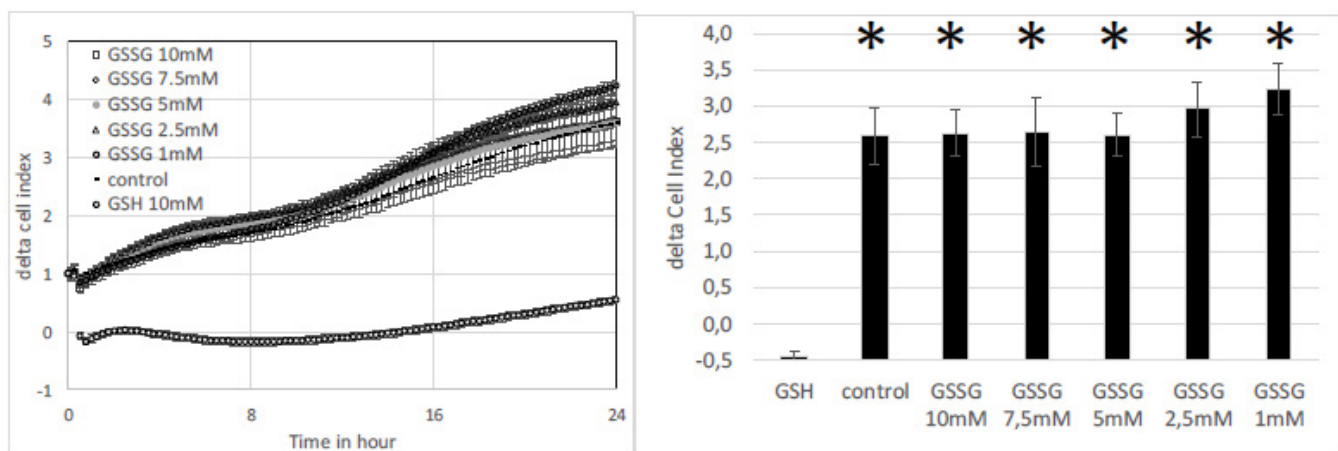 5
4
3
2
1
0
-1
delta cell index
GSSG 10mM
GSSG 7.5mM
GSSG 5mM
GSSG 2.5mM
GSSG 1mM
control
GSH 10mM
0
8
16
24
Time in hour
4,0
3,5
3,0
2,5
2,0
1,5
1,0
0,5
0,0
-0,5
delta Cell Index
* * * * * *
GSH control GSSG GSSG GSSG GSSG GSSG
10mM 7,5mM 5mM 2,5mM 1mM